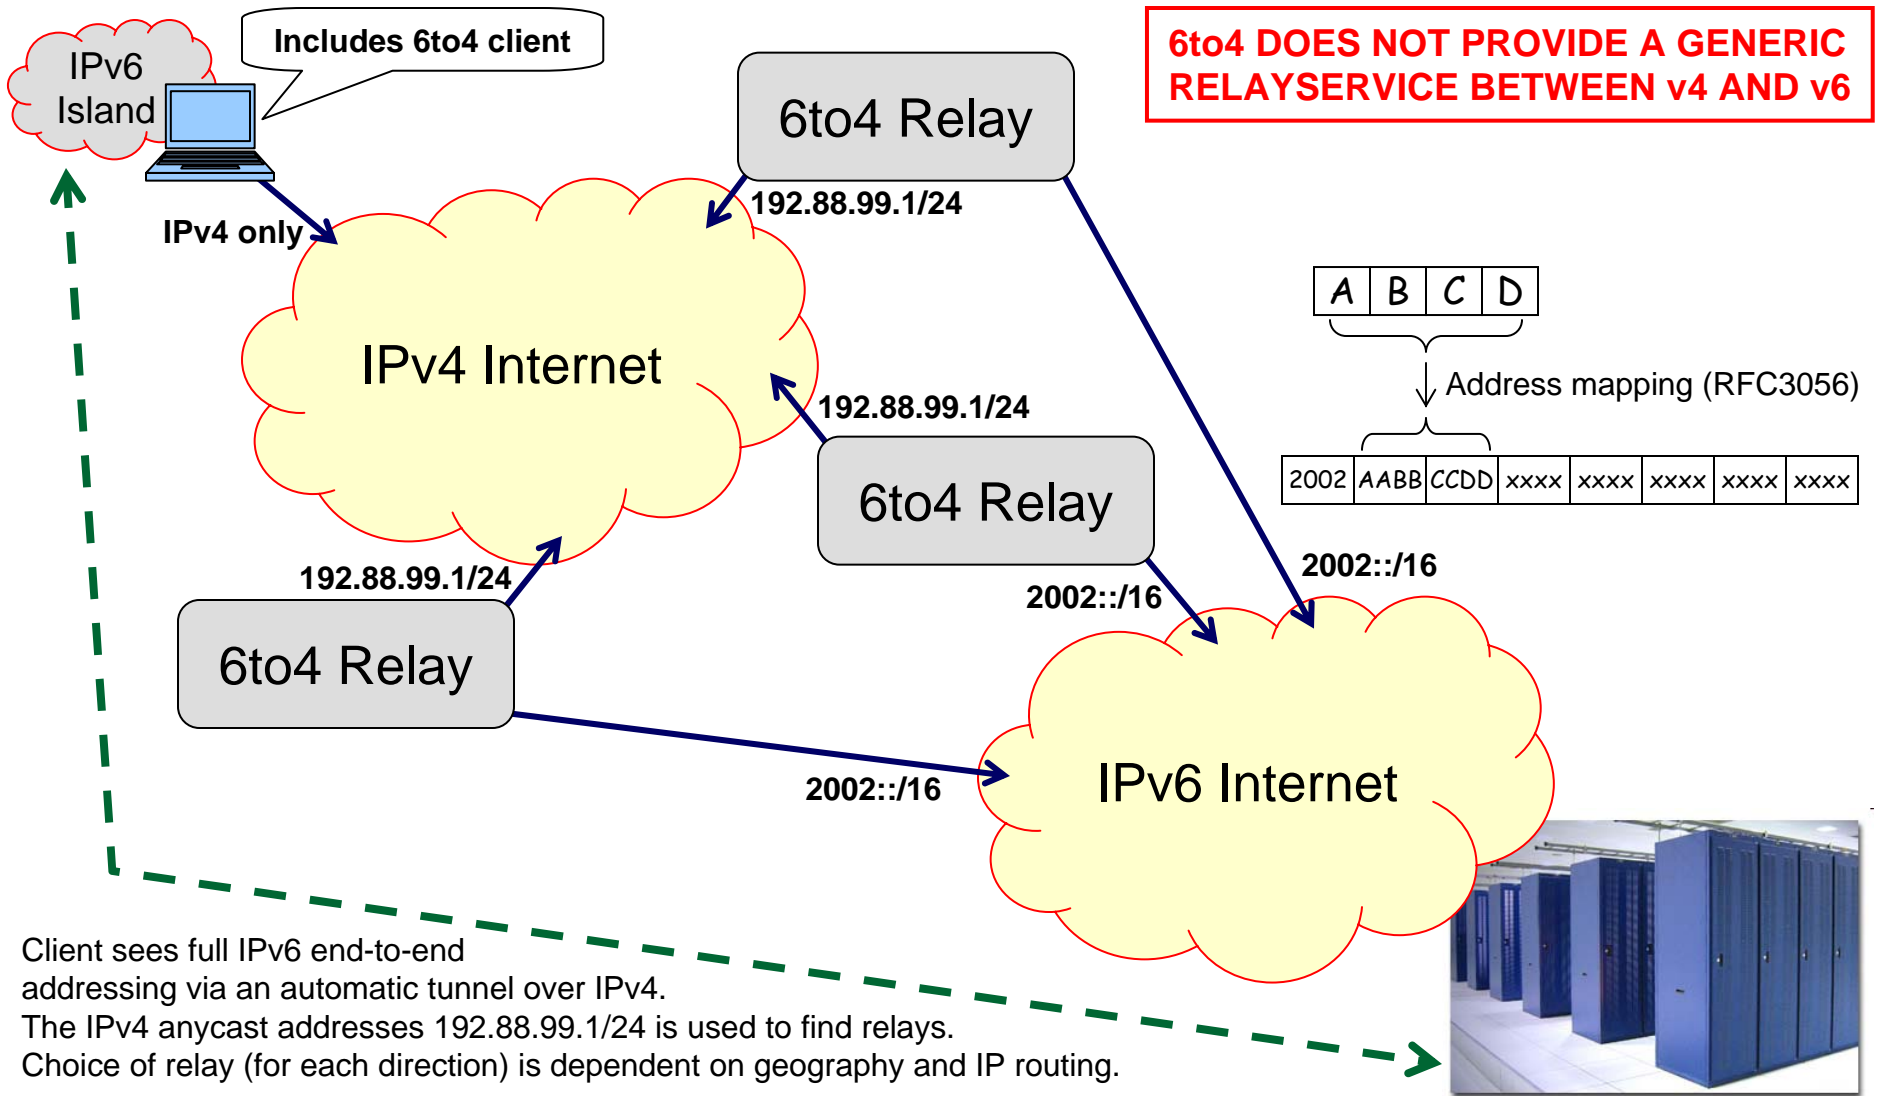 IPv6
Island
Includes 6to4 client
6to4 Relay
6to4 DOES NOT PROVIDE A GENERIC
RELAYSERVICE BETWEEN v4 AND v6
192.88.99.1/24
IPv4 only
A B C D
IPv4 Internet
Address mapping (RFC3056)
192.88.99.1/24
2002 AABB CCDD xxxx xxxx xxxx xxxx xxxx
6to4 Relay
192.88.99.1/24
2002::/16
2002::/16
6to4 Relay
2002::/16
IPv6 Internet
Client sees full IPv6 end-to-end
addressing via an automatic tunnel over IPv4.
The IPv4 anycast addresses 192.88.99.1/24 is used to find relays.
Choice of relay (for each direction) is dependent on geography and IP routing.